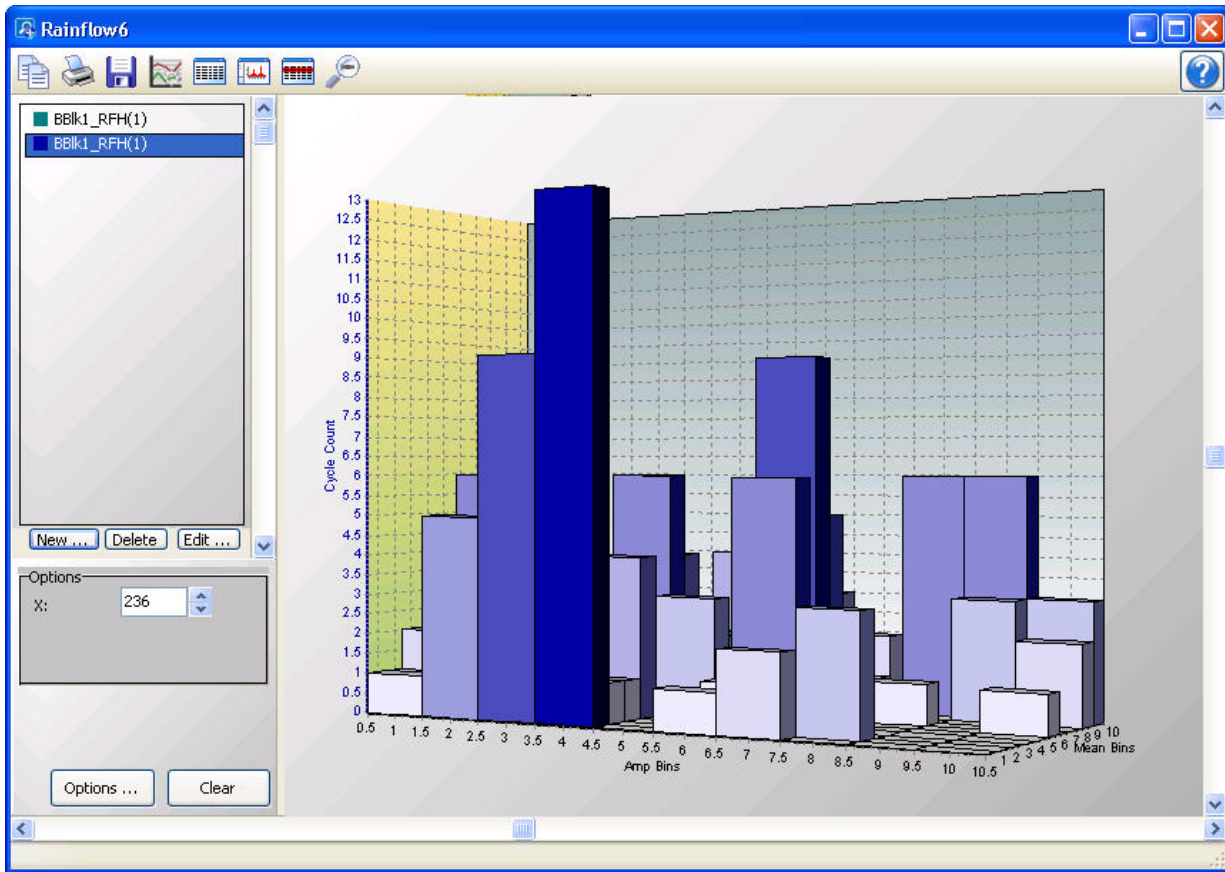 Rainflow6
BBlk1_RFH(1)
BBlk1_RFH(1)
New ... Delete Edit ...
Options
X: 236
Options ... Clear
Cycle Count
13
12.5
12
11.5
11
10.5
10
9.5
9
8.5
8
7.5
7
6.5
6
5.5
5
4.5
4
3.5
3
2.5
2
1.5
1
0.5
0
0.5 1 1.5 2 2.5 3 3.5 4 4.5 5 5.5 6 6.5 7 7.5 8 8.5 9 9.5 10 10.5
Amp Bins
1 2 3 4 5 6 7 8 9 10
Mean Bins